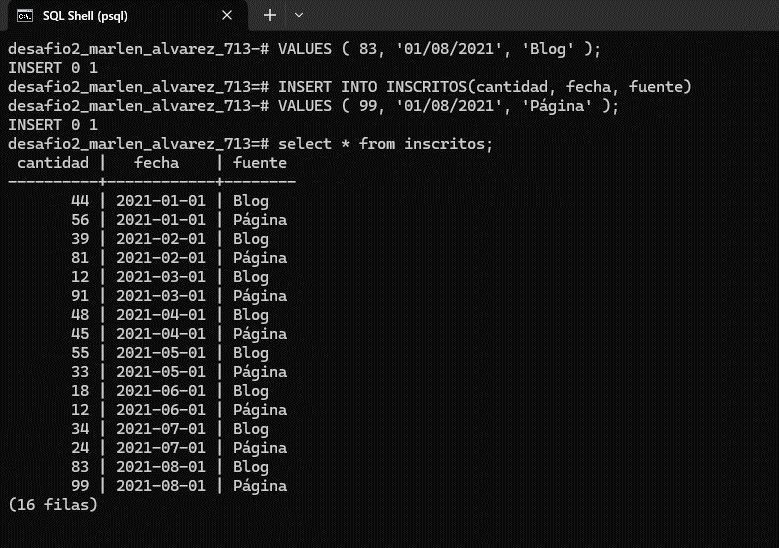 SQL Shell (psql)
desafio2_marlen_alvarez_713-# VALUES ( 83, '01/08/2021', 'Blog' );
INSERT 0 1
desafio2_marlen_alvarez_713=# INSERT INTO INSCRITOS(cantidad, fecha, fuente)
desafio2_marlen_alvarez_713-# VALUES ( 99, '01/08/2021', 'Página' );
INSERT 0 1
desafio2_marlen_alvarez_713=# select * from inscritos;
 cantidad |   fecha    | fuente
----------+------------+--------
       44 | 2021-01-01 | Blog
       56 | 2021-01-01 | Página
       39 | 2021-02-01 | Blog
       81 | 2021-02-01 | Página
       12 | 2021-03-01 | Blog
       91 | 2021-03-01 | Página
       48 | 2021-04-01 | Blog
       45 | 2021-04-01 | Página
       55 | 2021-05-01 | Blog
       33 | 2021-05-01 | Página
       18 | 2021-06-01 | Blog
       12 | 2021-06-01 | Página
       34 | 2021-07-01 | Blog
       24 | 2021-07-01 | Página
       83 | 2021-08-01 | Blog
       99 | 2021-08-01 | Página
(16 filas)